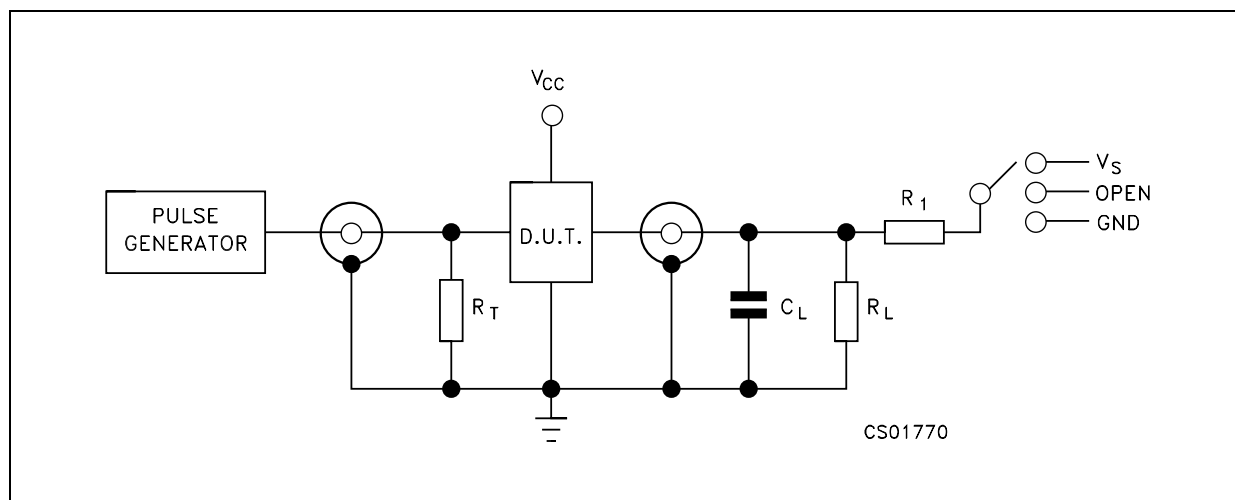 VCC
PULSE
GENERATOR
D.U.T.
RT
CL
RL
R1
VS
OPEN
GND
CS01770